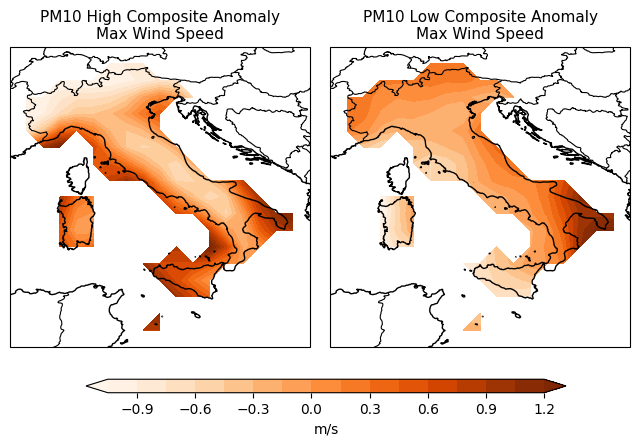 PM10 High Composite Anomaly
Max Wind Speed
PM10 Low Composite Anomaly
Max Wind Speed
−0.9 −0.6 −0.3 0.0 0.3 0.6 0.9 1.2
m/s